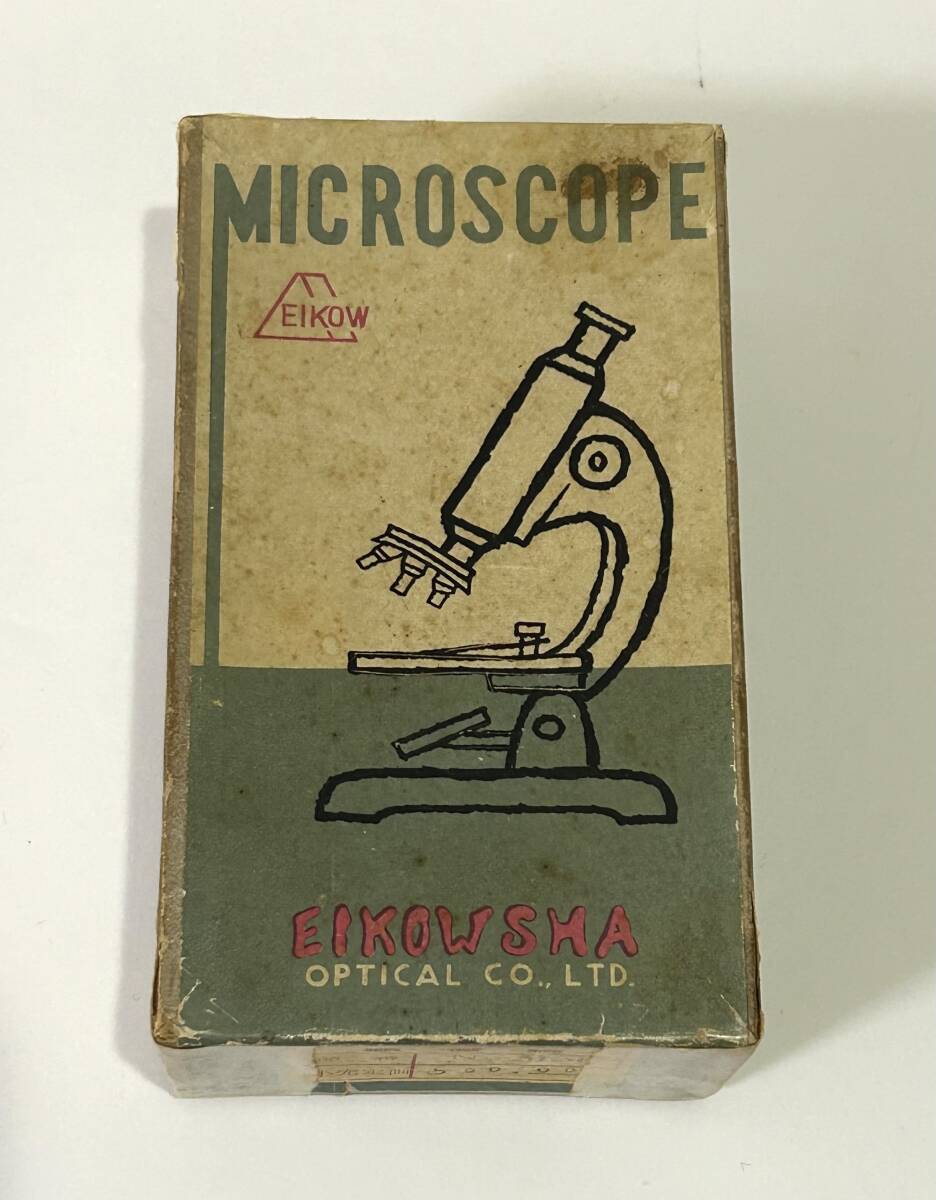 MICROSCOPE
EIKOW
EIKOWSHA
OPTICAL CO., LTD.